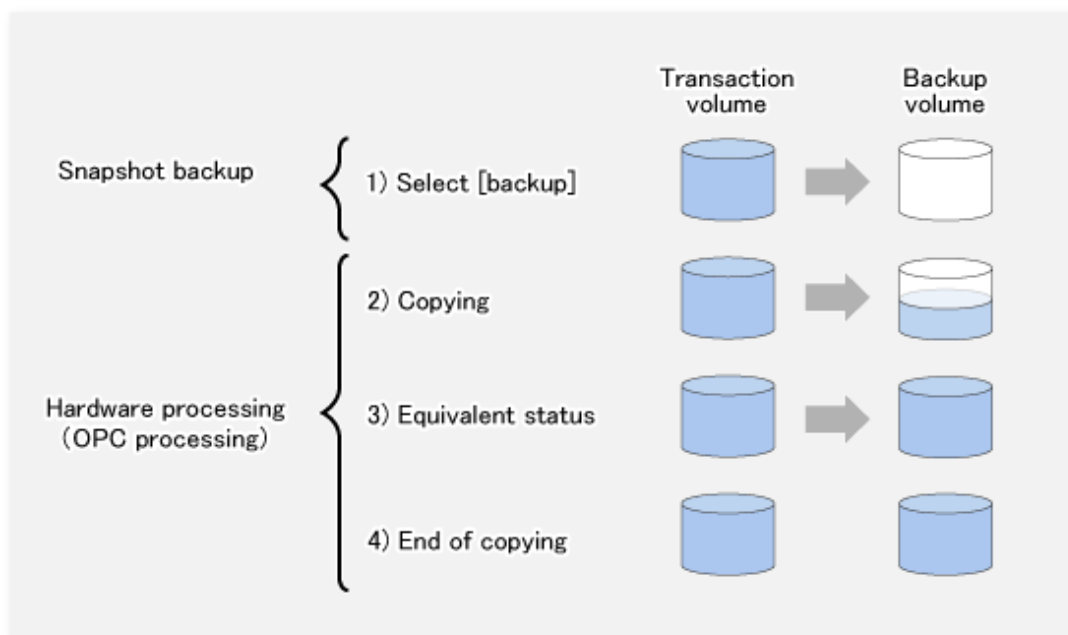 Transaction
volume
Backup
volume
Snapshot backup
1) Select [backup]
2) Copying
Hardware processing
(OPC processing)
3) Equivalent status
4) End of copying